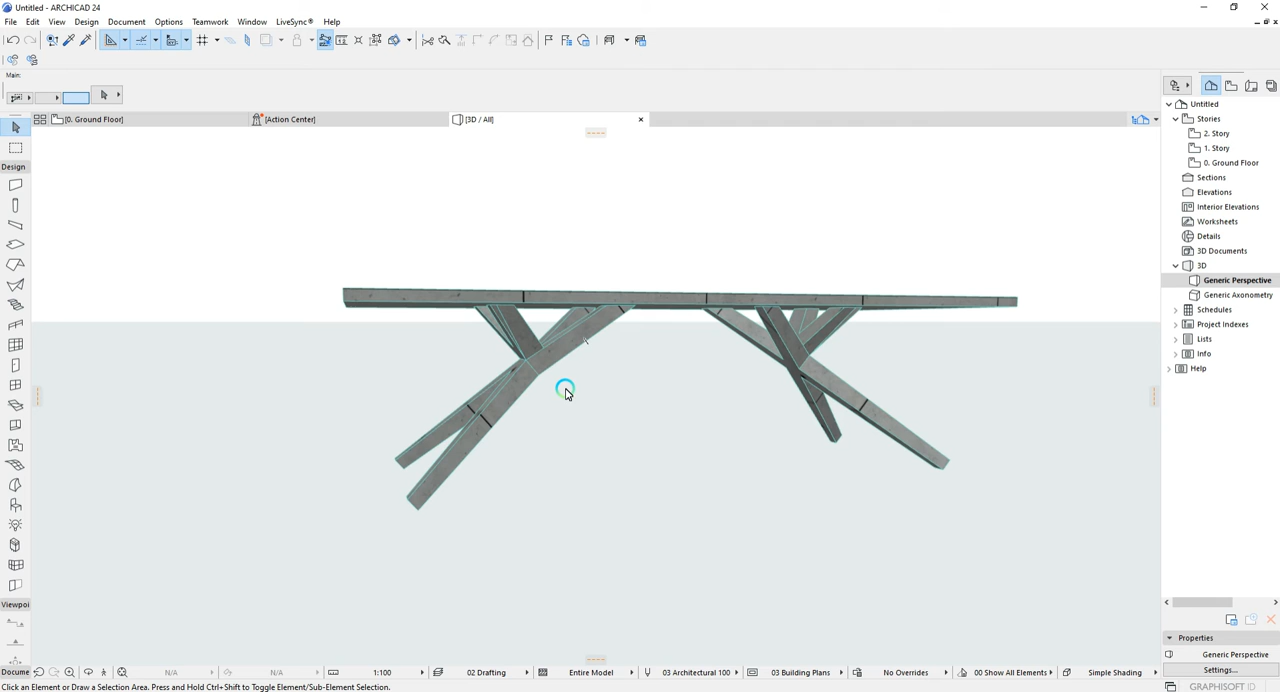 Untitled - ARCHICAD 24
File Edit View Design Document Options Teamwork Window LiveSync® Help
Main:
[0. Ground Floor]
[Action Center]
[3D / All]
Design
Viewpoi
Docume
Untitled
Stories
2. Story
1. Story
0. Ground Floor
Sections
Elevations
Interior Elevations
Worksheets
Details
3D Documents
3D
Generic Perspective
Generic Axonometry
Schedules
Project Indexes
Lists
Info
Help
Properties
Generic Perspective
Settings...
N/A N/A 1:100 02 Drafting Entire Model 03 Architectural 100 03 Building Plans No Overrides 00 Show All Elements Simple Shading
Click an Element or Draw a Selection Area. Press and Hold Ctrl+Shift to Toggle Element/Sub-Element Selection.
GRAPHISOFT ID